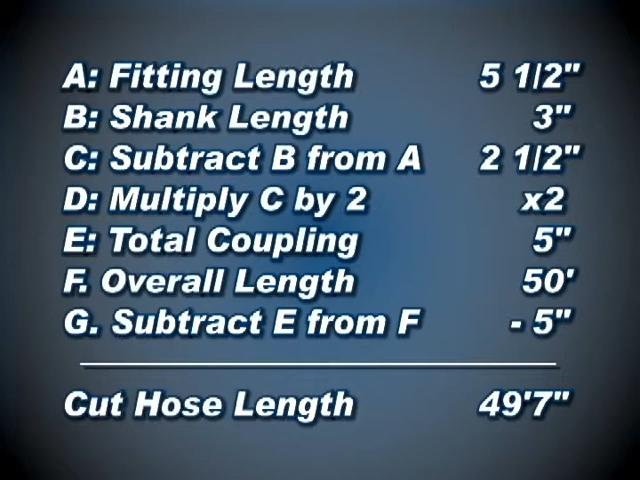 A: Fitting Length 5 1/2"
B: Shank Length 3"
C: Subtract B from A 2 1/2"
D: Multiply C by 2 x2
E: Total Coupling 5"
F. Overall Length 50'
G. Subtract E from F - 5"
Cut Hose Length 49'7"